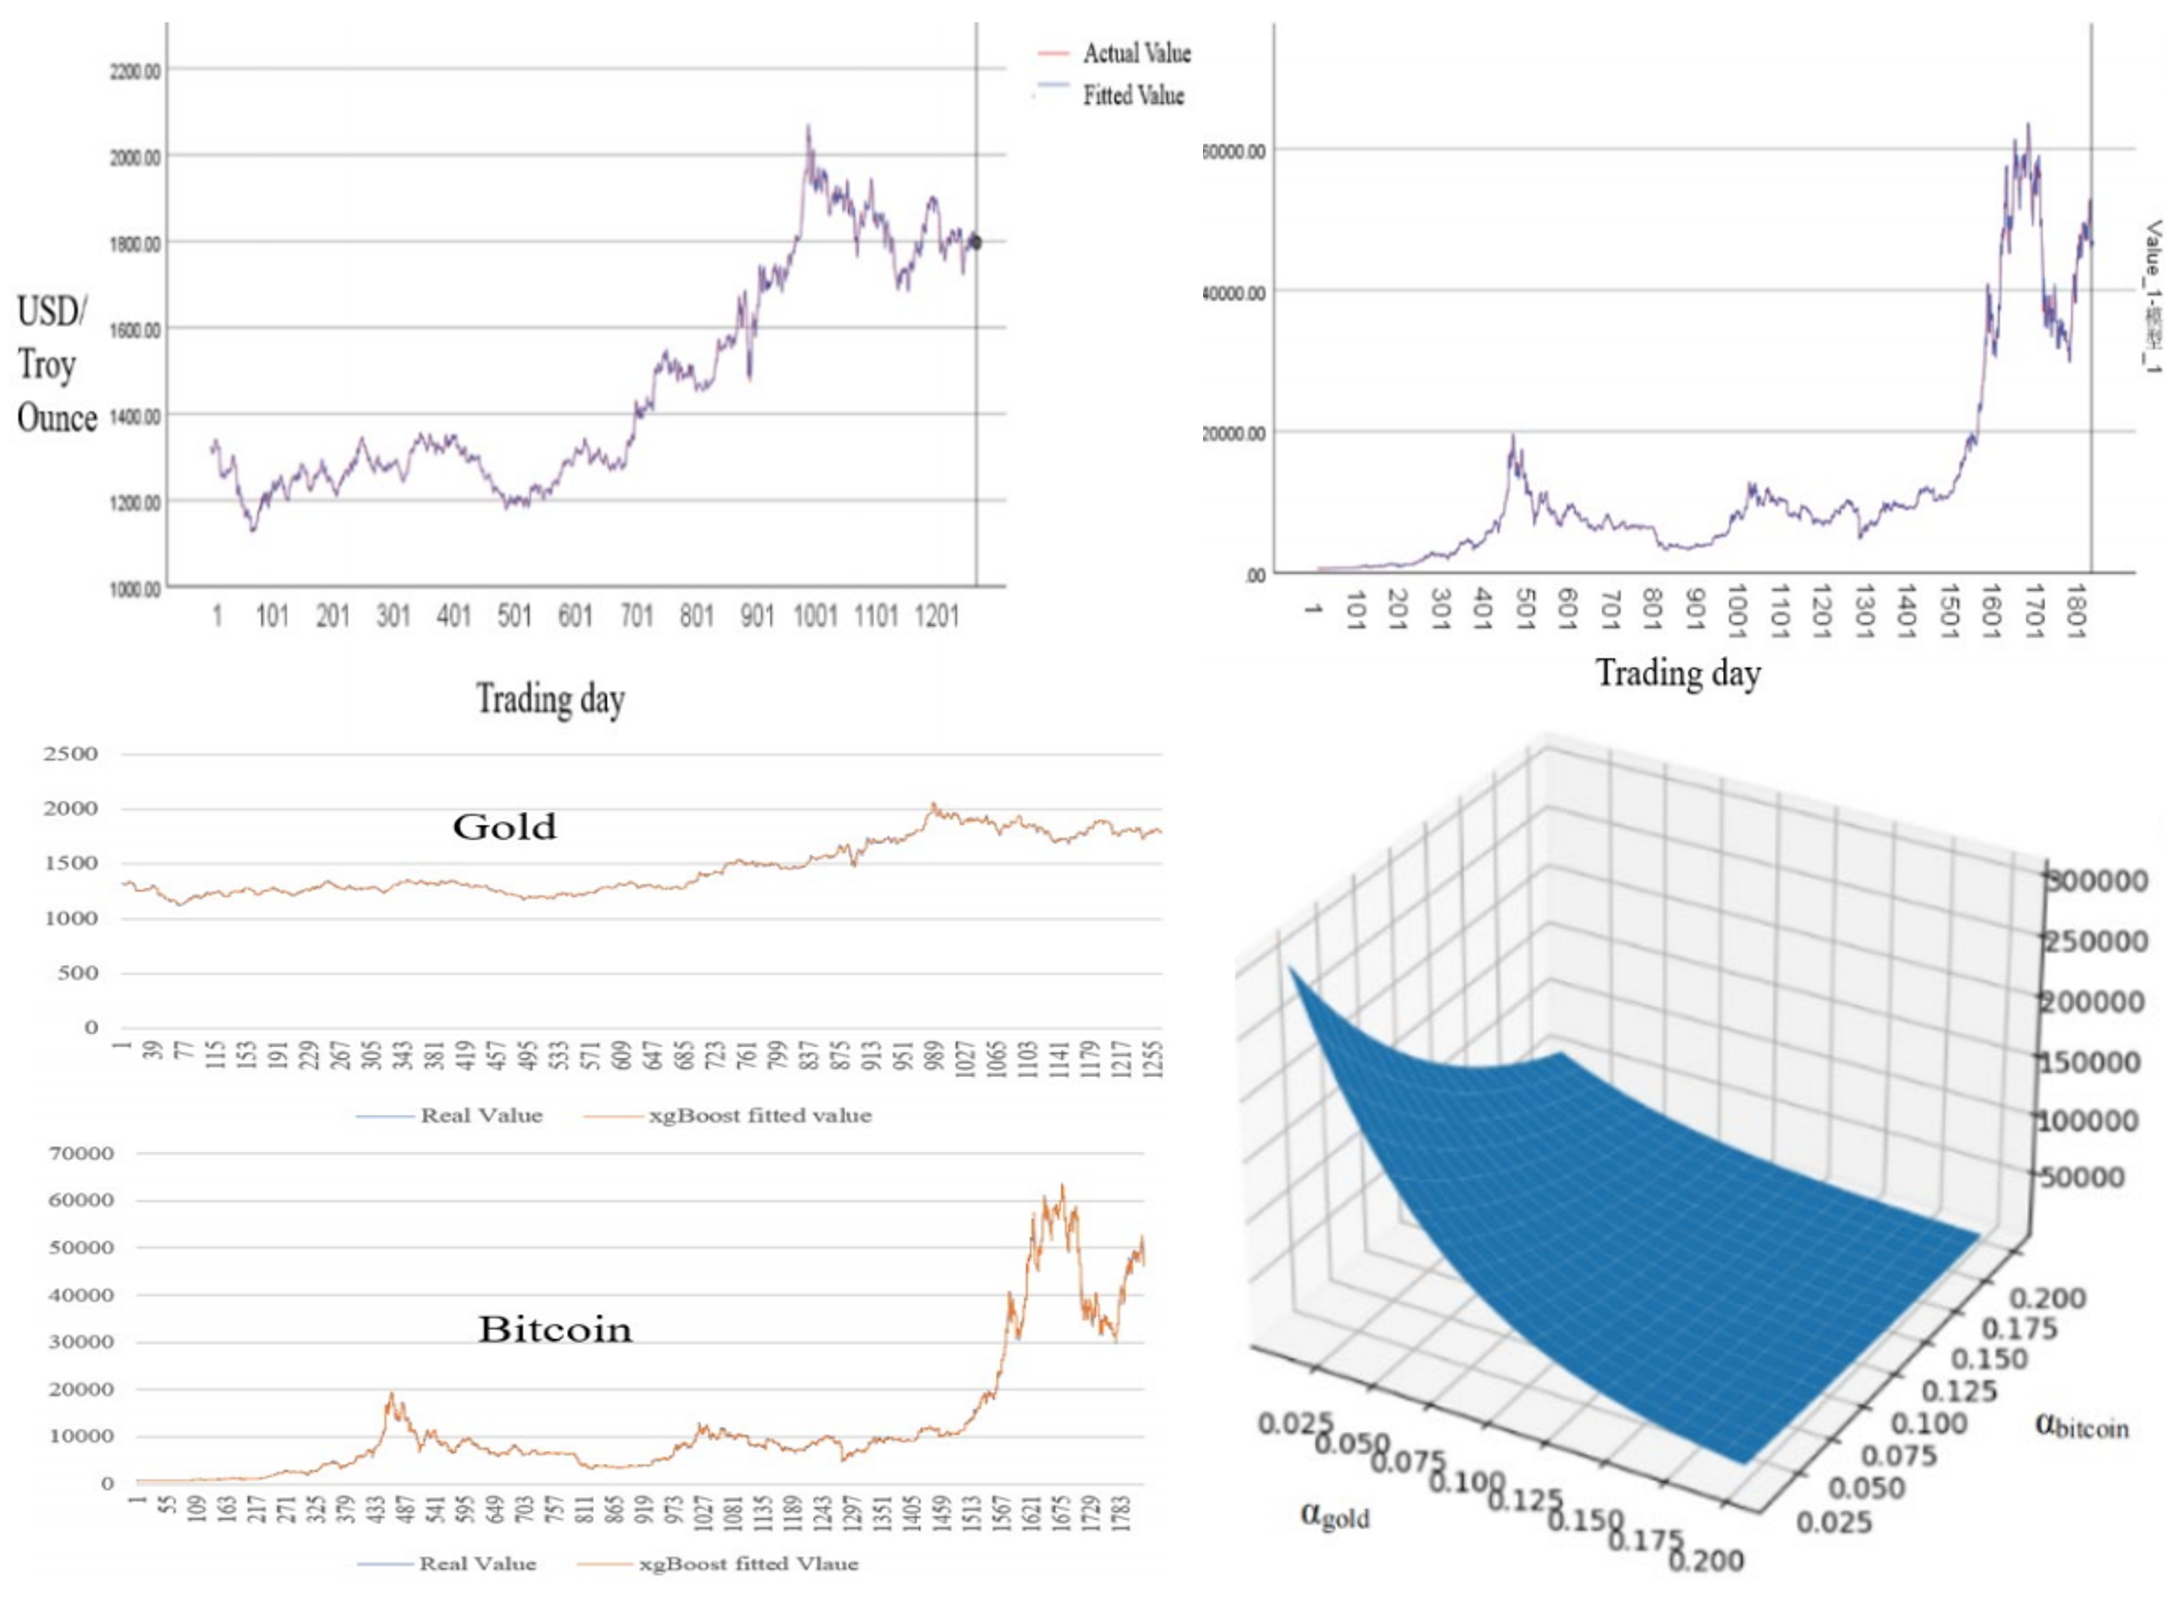 2200.00
2000.00
1800.00
1600.00
1400.00
1200.00
1000.00
USD/
Troy
Ounce
1 101 201 301 401 501 601 701 801 901 1001 1101 1201
Trading day
Actual Value
Fitted Value
60000.00
40000.00
20000.00
.00
1 101 201 301 401 501 601 701 801 901 1001 1101 1201 1301 1401 1501 1601 1701 1801
Trading day
2500
2000
1500
1000
500
0
Gold
1 39 77 115 153 191 229 267 305 343 381 419 457 495 533 571 609 647 685 723 761 799 837 875 913 951 989 1027 1065 1103 1141 1179 1217 1255
Real Value xgBoost fitted value
70000
60000
50000
40000
30000
20000
10000
0
Bitcoin
1 55 109 163 217 271 325 379 433 487 541 595 649 703 757 811 865 919 973 1027 1081 1135 1189 1243 1297 1351 1405 1459 1513 1567 1621 1675 1729 1783
Real Value xgBoost fitted Vlaue
300000
250000
200000
150000
100000
50000
0.200
0.175
0.150
0.125
0.100
0.075
0.050
0.025
αbitcoin
0.025 0.050 0.075 0.100 0.125 0.150 0.175 0.200
αgold